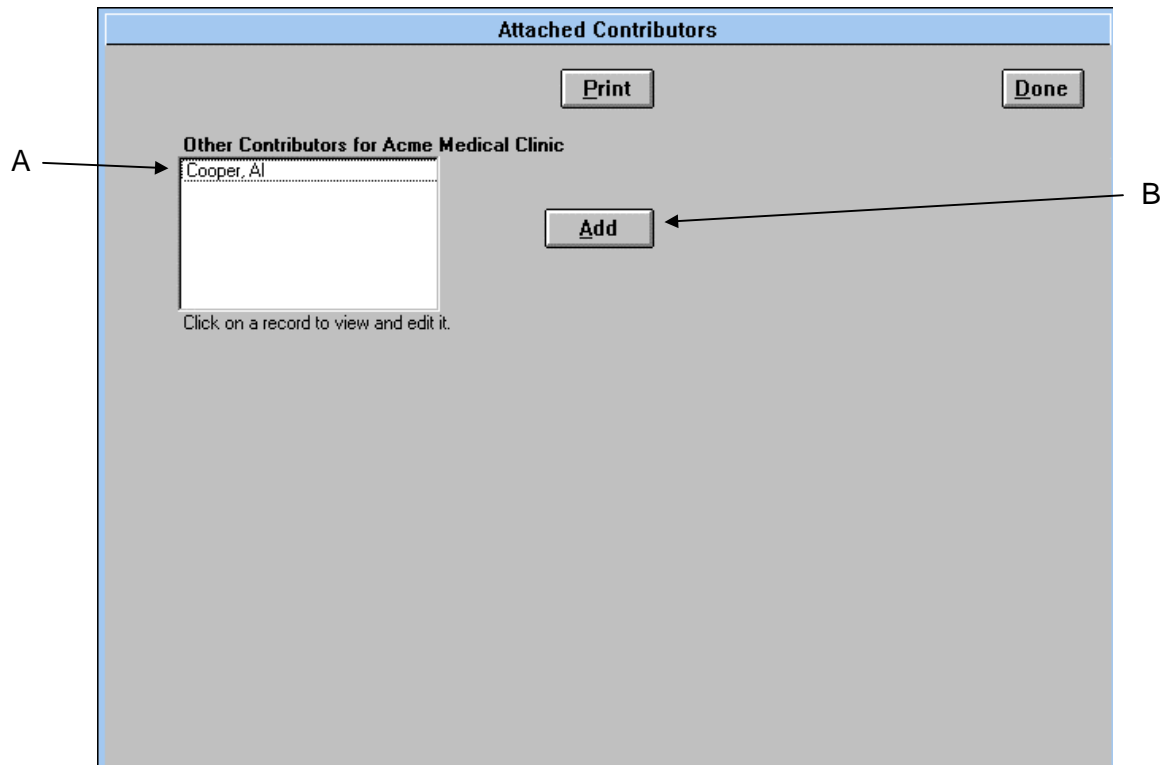 Attached Contributors
Print
Done
Other Contributors for Acme Medical Clinic
A
Cooper, Al
B
Add
Click on a record to view and edit it.